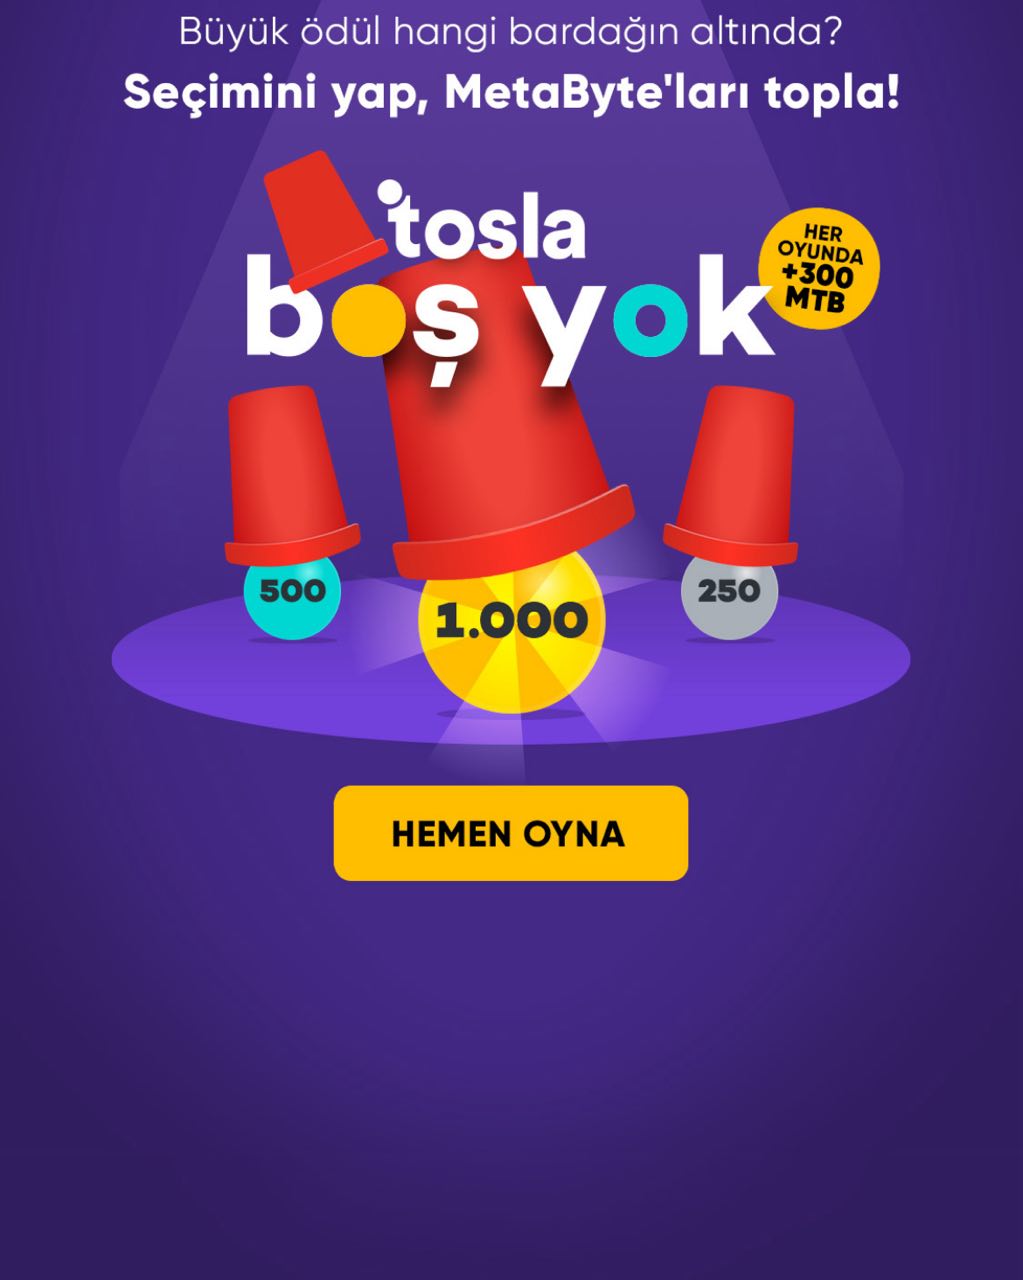 Büyük ödül hangi bardağın altında?
Seçimini yap, MetaByte'ları topla!
tosla
boş yok
HER
OYUNDA
+300
MTB
500
1.000
250
HEMEN OYNA